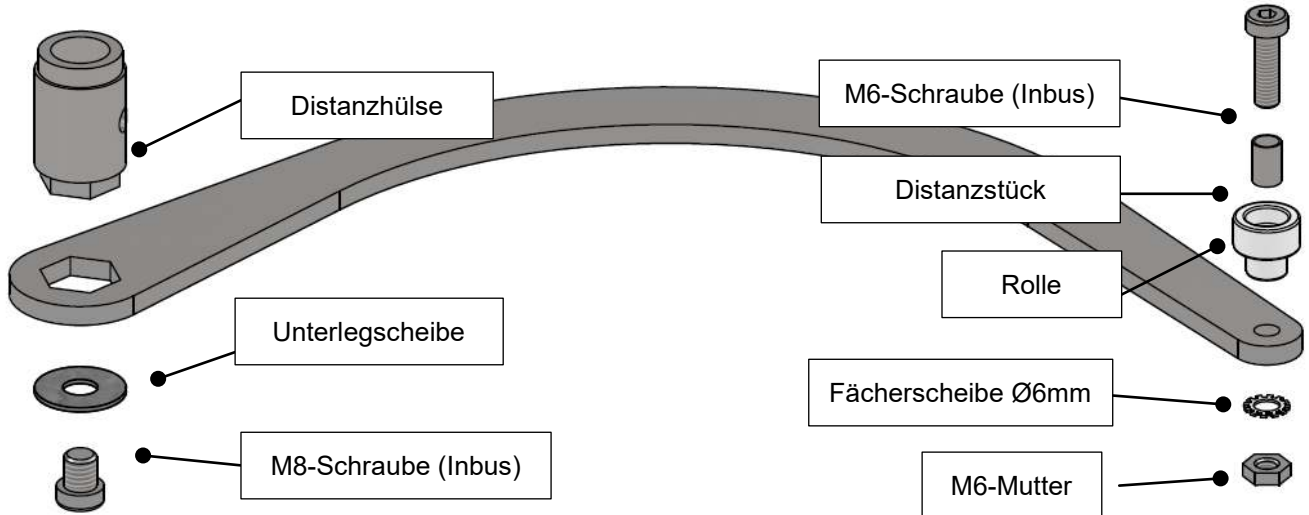 Distanzhülse
M6-Schraube (Inbus)
Distanzstück
Rolle
Unterlegscheibe
Fächerscheibe Ø6mm
M8-Schraube (Inbus)
M6-Mutter